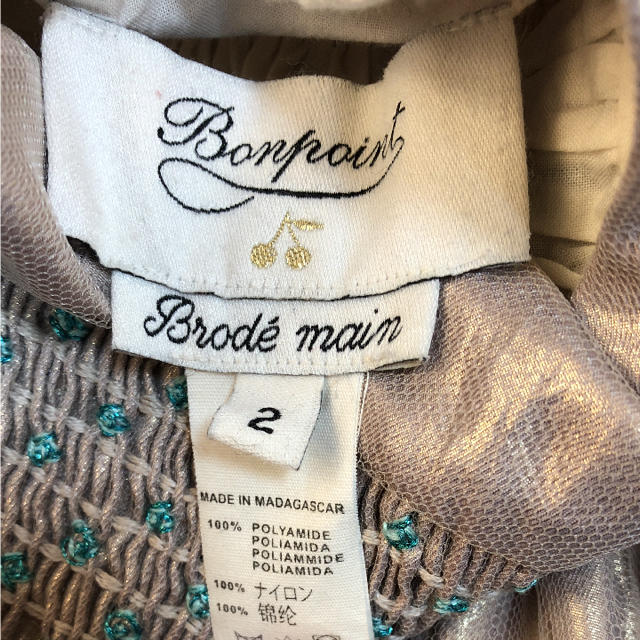 Bonpoint
Brodé main
2
MADE IN MADAGASCAR
100% POLYAMIDE
POLIAMIDA
POLIAMMIDE
POLIAMIDA
100% ナイロン
100% 锦纶